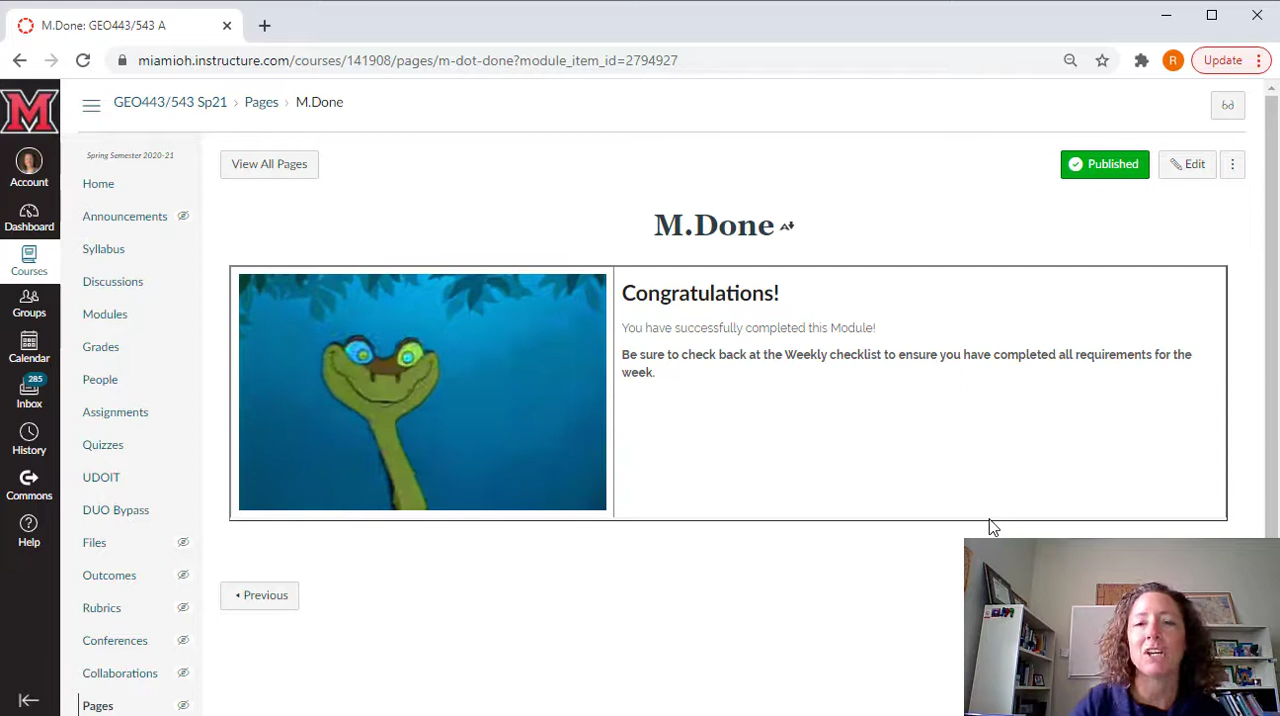 M.Done: GEO443/543 A
miamioh.instructure.com/courses/141908/pages/m-dot-done?module_item_id=2794927
R
Update
M
GEO443/543 Sp21 › Pages › M.Done
Spring Semester 2020-21
View All Pages
Published
Edit
Account
Dashboard
Courses
Groups
Calendar
285
Inbox
History
Commons
Help
Home
Announcements
Syllabus
Discussions
Modules
Grades
People
Assignments
Quizzes
UDOIT
DUO Bypass
Files
Outcomes
Rubrics
Conferences
Collaborations
Pages
M.Done
Congratulations!
You have successfully completed this Module!
Be sure to check back at the Weekly checklist to ensure you have completed all requirements for the
week.
Previous